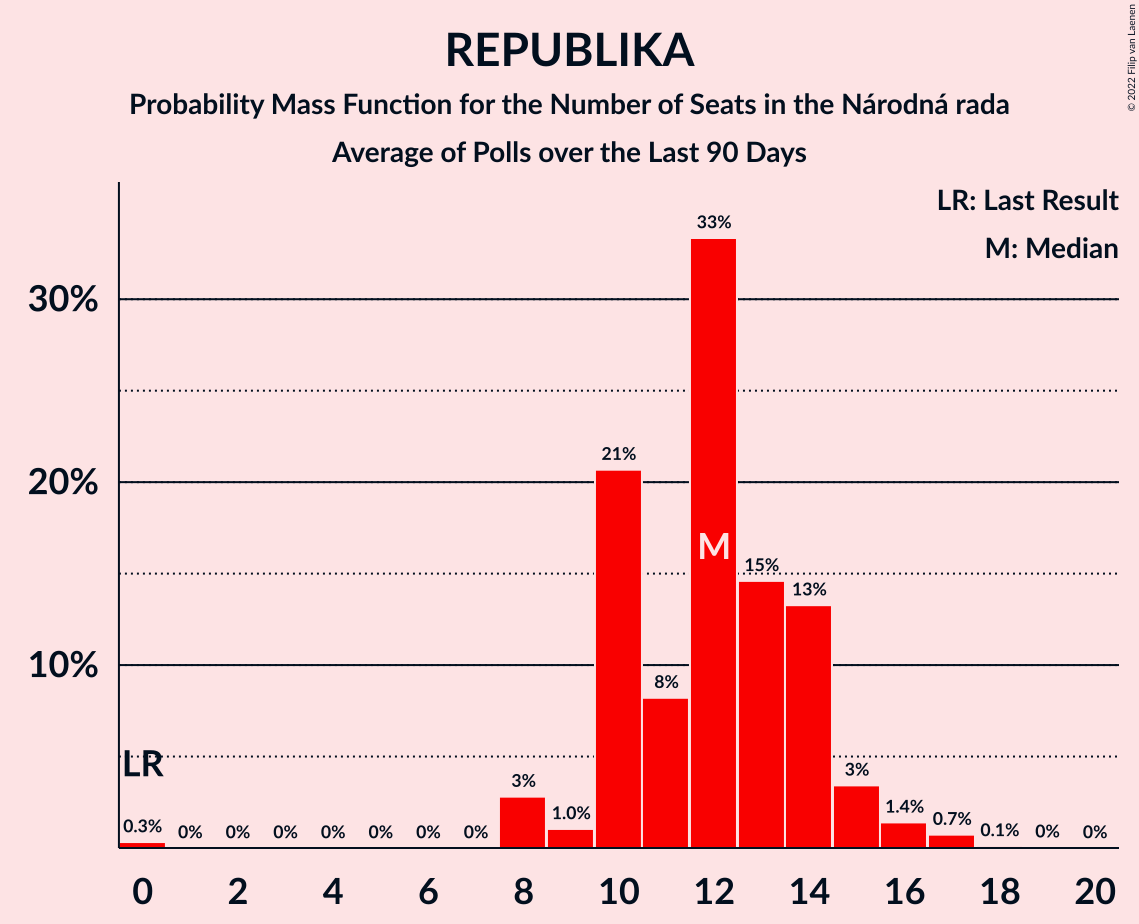 REPUBLIKA
Probability Mass Function for the Number of Seats in the Národná rada
Average of Polls over the Last 90 Days
© 2022 Filip van Laenen
LR: Last Result
M: Median
30%
20%
10%
33%
21%
M
15%
13%
8%
LR
3%
3%
1.0%
1.4%
0.3%
0%
0%
0%
0%
0%
0%
0%
0.7%
0.1%
0%
0%
0 2 4 6 8 10 12 14 16 18 20